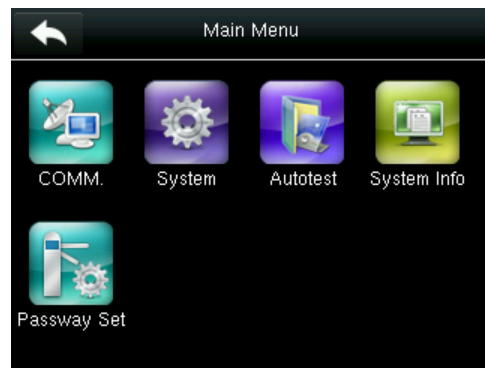 Main Menu
COMM.
System
Autotest
System Info
Passway Set